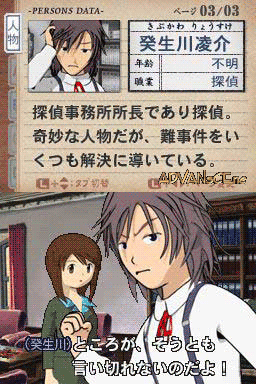 -PERSONS DATA-
ページ 03/03
人物
きぶかわ りょうすけ
癸生川凌介
年齢 不明
職業 探偵
探偵事務所所長であり探偵。
奇妙な人物だが、難事件をい
くつも解決に導いている。
L+:タブ切替
ADVANsCEne
(癸生川)ところが、そうとも
言い切れないのだよ!